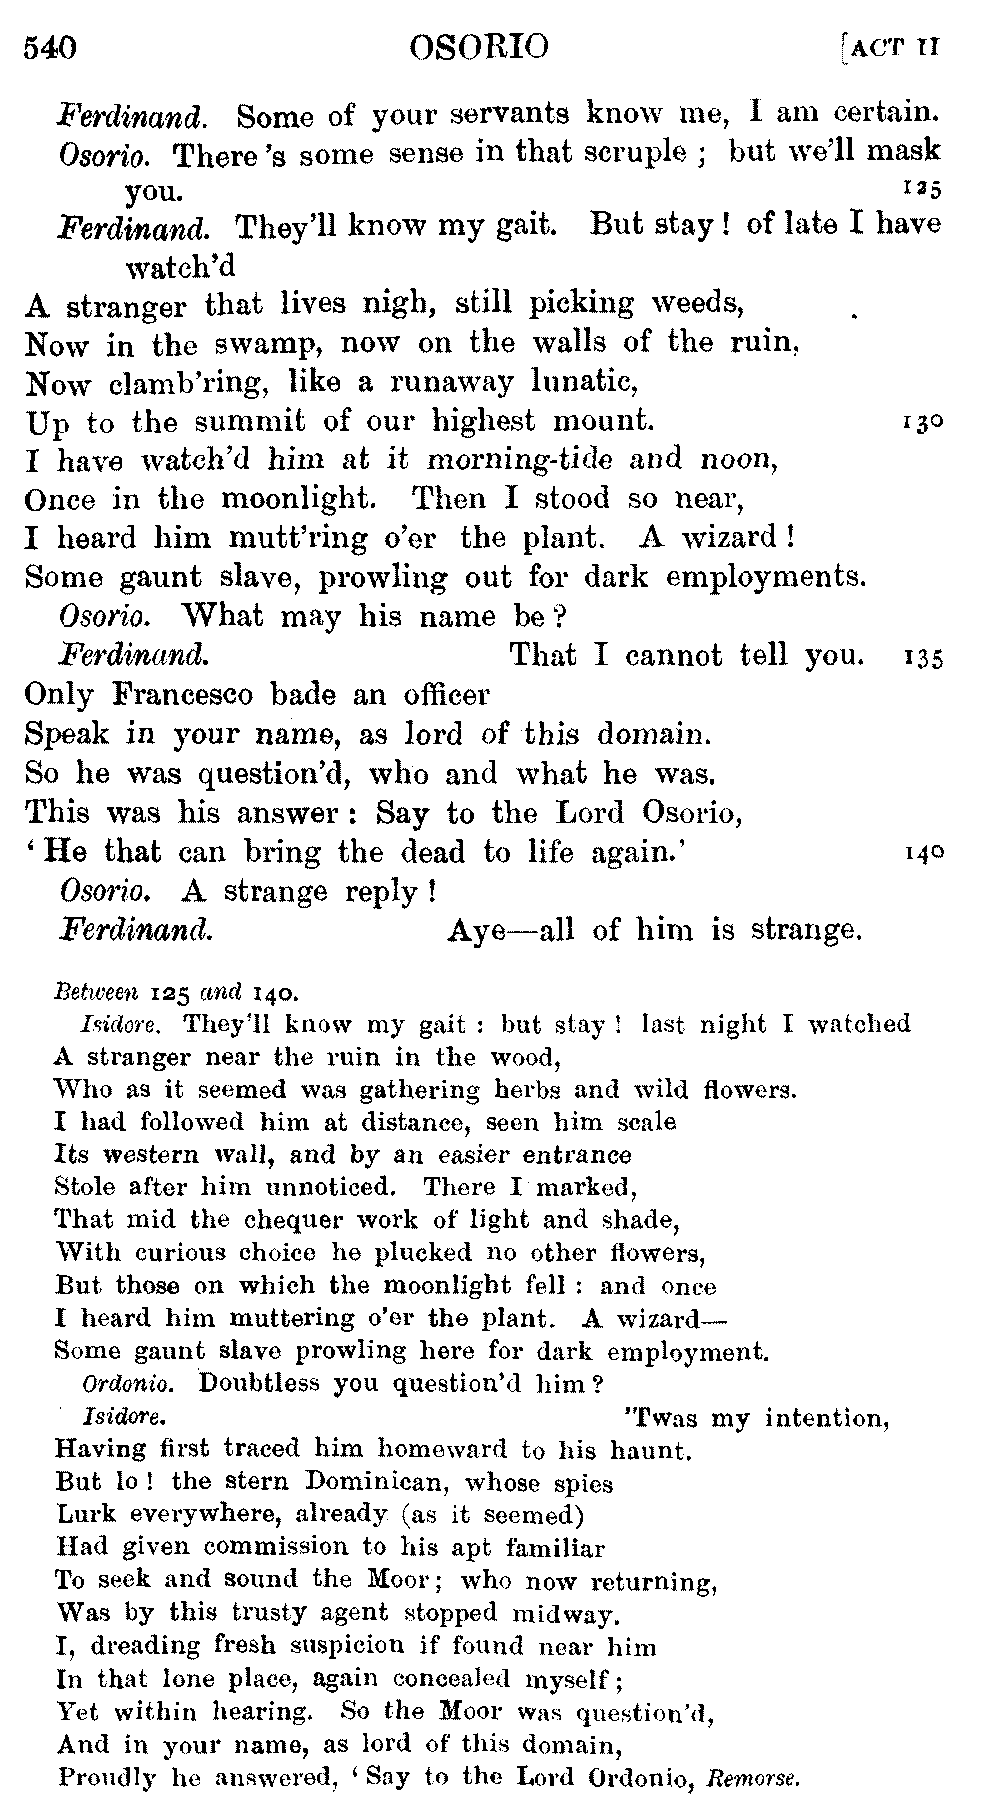 540 OSORIO [ACT II
Ferdinand. Some of your servants know me, I am certain.
Osorio. There's some sense in that scruple; but we'll mask
you. 125
Ferdinand. They'll know my gait. But stay! of late I have
watch'd
A stranger that lives nigh, still picking weeds,
Now in the swamp, now on the walls of the ruin,
Now clamb'ring, like a runaway lunatic,
Up to the summit of our highest mount. 130
I have watch'd him at it morning-tide and noon,
Once in the moonlight. Then I stood so near,
I heard him mutt'ring o'er the plant. A wizard!
Some gaunt slave, prowling out for dark employments.
Osorio. What may his name be?
Ferdinand. That I cannot tell you. 135
Only Francesco bade an officer
Speak in your name, as lord of this domain.
So he was question'd, who and what he was.
This was his answer: Say to the Lord Osorio,
'He that can bring the dead to life again.' 140
Osorio. A strange reply!
Ferdinand. Aye—all of him is strange.
Between 125 and 140.
Isidore. They'll know my gait: but stay! last night I watched
A stranger near the ruin in the wood,
Who as it seemed was gathering herbs and wild flowers.
I had followed him at distance, seen him scale
Its western wall, and by an easier entrance
Stole after him unnoticed. There I marked,
That mid the chequer work of light and shade,
With curious choice he plucked no other flowers,
But those on which the moonlight fell: and once
I heard him muttering o'er the plant. A wizard—
Some gaunt slave prowling here for dark employment.
Ordonio. Doubtless you question'd him?
Isidore. "Twas my intention,
Having first traced him homeward to his haunt.
But lo! the stern Dominican, whose spies
Lurk everywhere, already (as it seemed)
Had given commission to his apt familiar
To seek and sound the Moor; who now returning,
Was by this trusty agent stopped midway.
I, dreading fresh suspicion if found near him
In that lone place, again concealed myself;
Yet within hearing. So the Moor was question'd,
And in your name, as lord of this domain,
Proudly he answered, 'Say to the Lord Ordonio, Remorse.